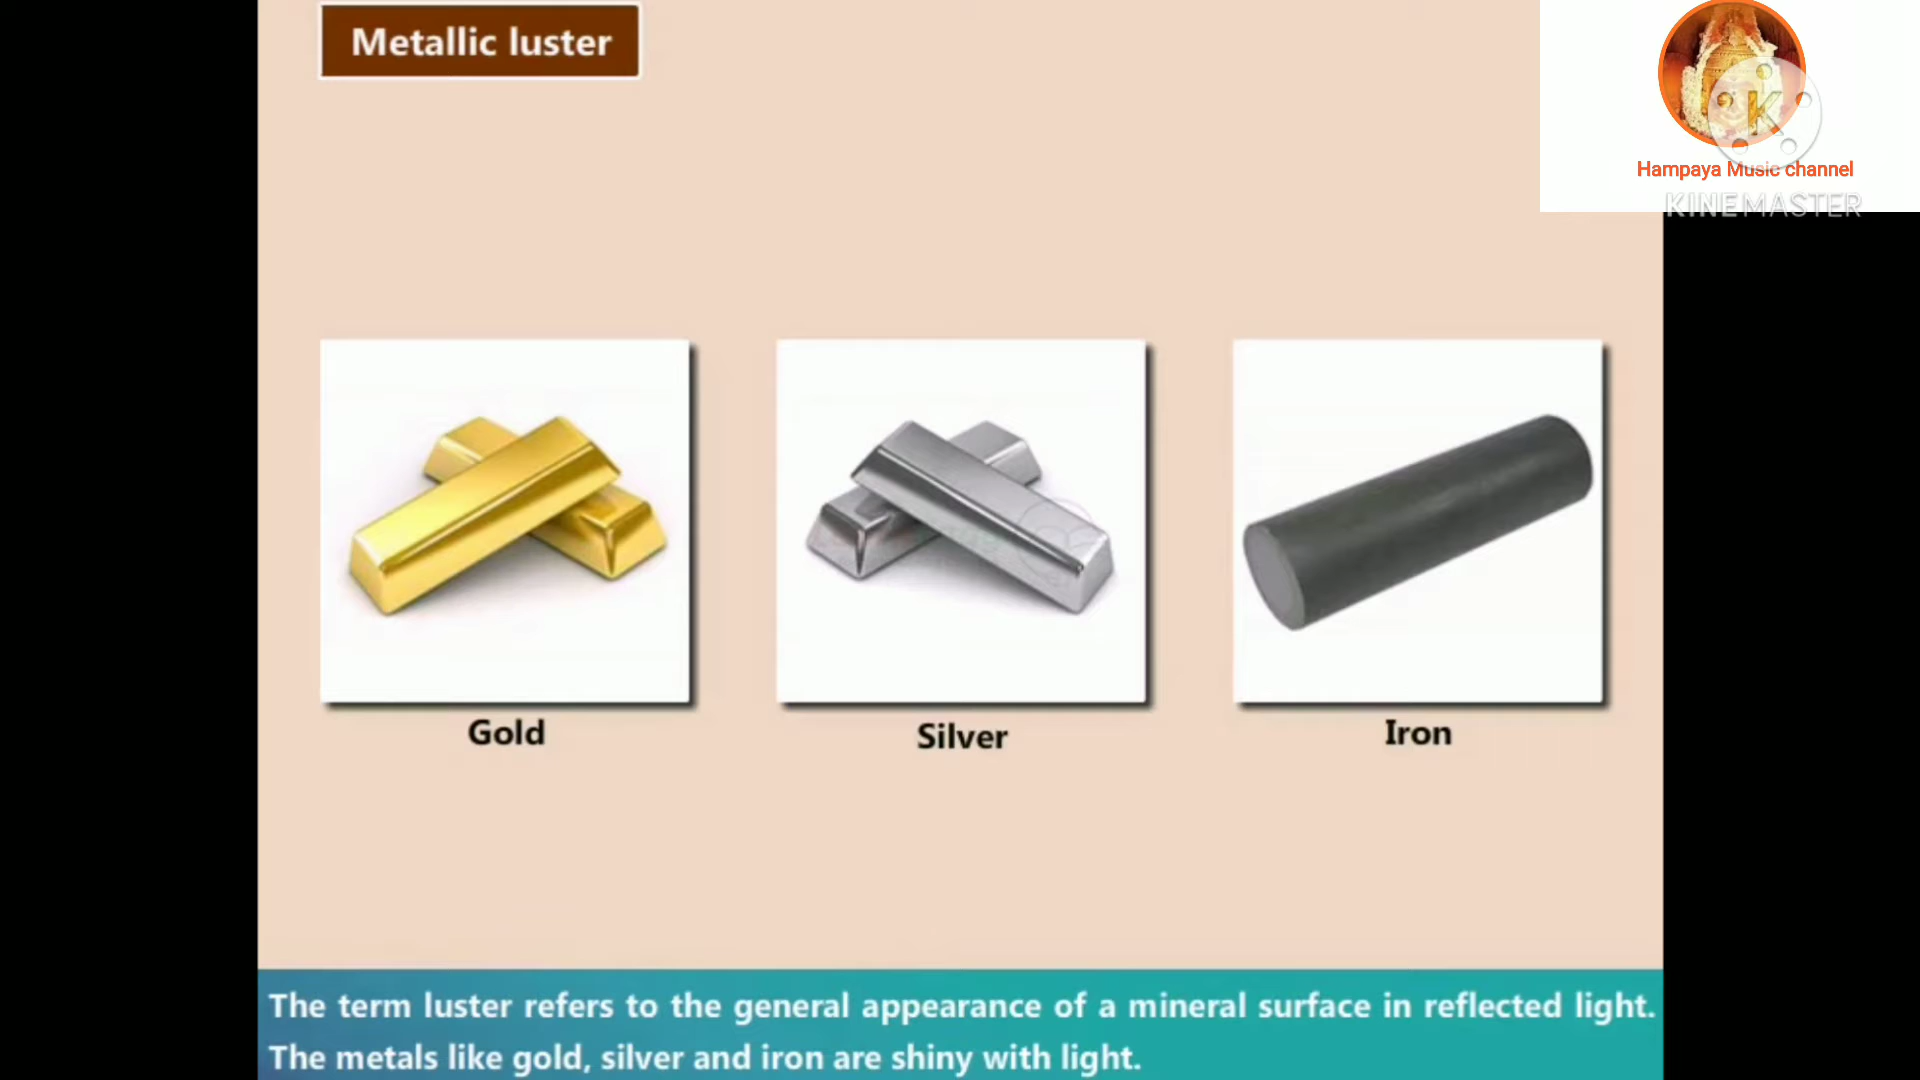 Metallic luster
K
Hampaya Music channel
KINEMASTER
Gold
Silver
Iron
The term luster refers to the general appearance of a mineral surface in reflected light.
The metals like gold, silver and iron are shiny with light.